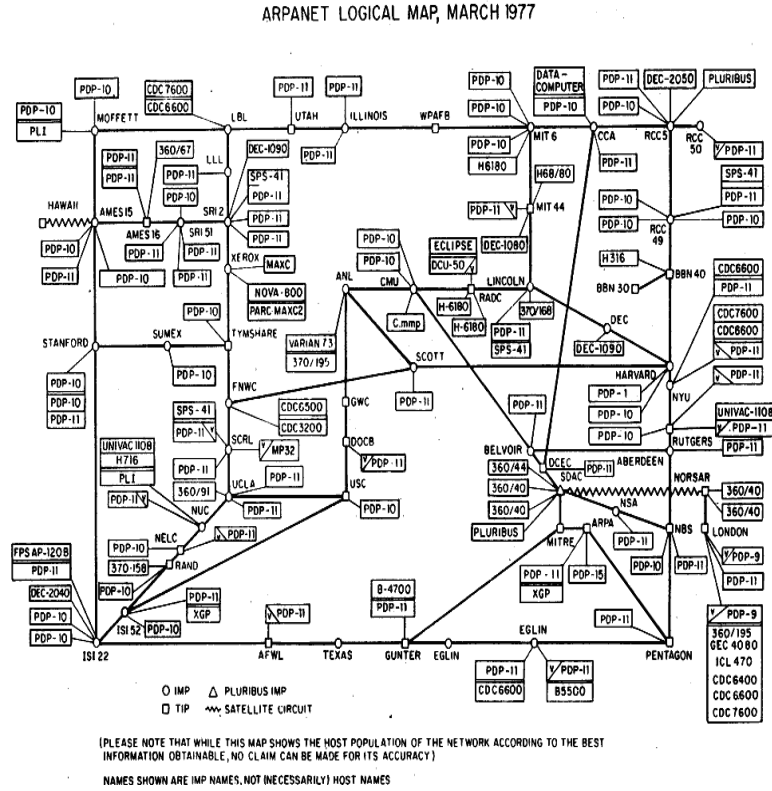 ARPANET LOGICAL MAP, MARCH 1977
PDP-10
PLI
PDP-10
MOFFETT
CDC7600
CDC6600
LBL
PDP-11
UTAH
PDP-11
ILLINOIS
PDP-11
WPAFB
PDP-10
PDP-10
H6180
MIT 6
DATA-
COMPUTER
PDP-10
CCA
PDP-11
PDP-11
PDP-10
DEC-2050
PLURIBUS
RCC5
RCC
50
PDP-11
HAWAII
AMES15
PDP-10
PDP-11
PDP-10
PDP-11
PDP-11
360/67
AMES16
PDP-11
LLL
PDP-10
SRI 51
PDP-11
PDP-11
SRI 2
DEC-1090
SPS-41
PDP-11
PDP-11
PDP-11
H68/80
PDP-11
MIT 44
DEC-1080
SPS-41
PDP-11
PDP-10
PDP-10
PDP-10
RCC
49
XEROX
MAXC
NOVA-800
PARC-MAXC2
ANL
VARIAN 73
370/195
PDP-10
PDP-10
CMU
C.mmp
ECLIPSE
DCU-50
H-6180
RADC
H-6180
LINCOLN
370/168
PDP-11
SPS-41
H316
BBN 30
BBN 40
CDC6600
PDP-11
CDC7600
CDC6600
PDP-11
PDP-11
DEC
DEC-1090
STANFORD
PDP-10
PDP-10
PDP-11
SUMEX
PDP-10
PDP-10
TYMSHARE
SCOTT
PDP-11
HARVARD
PDP-1
PDP-10
PDP-10
NYU
FNWC
CDC6500
CDC3200
GWC
UNIVAC-1108
PDP-11
RUTGERS
PDP-11
SPS-41
PDP-11
PDP-11
SCRL
MP32
DOCB
PDP-11
PDP-11
BELVOIR
ABERDEEN
DCEC
PDP-11
UNIVAC 1108
H716
PLI
PDP-11
NUC
360/91
UCLA
PDP-11
PDP-11
USC
PDP-10
360/44
360/40
360/40
PLURIBUS
SDAC
NORSAR
360/40
360/40
NSA
PDP-11
LONDON
PDP-9
PDP-11
NELC
PDP-10
PDP-11
370-158
RAND
PDP-10
MITRE
PDP-11
XGP
ARPA
PDP-15
NBS
PDP-10
PDP-11
FPS AP-120B
PDP-11
DEC-2040
PDP-10
PDP-10
ISI 22
ISI 52
PDP-11
XGP
PDP-10
PDP-11
AFWL
TEXAS
B-4700
PDP-11
GUNTER
EGLIN
EGLIN
PDP-11
CDC6600
PDP-11
B5500
PDP-11
PENTAGON
PDP-9
360/195
GEC 4080
ICL 470
CDC6400
CDC6600
CDC7600
IMP
PLURIBUS IMP
TIP
SATELLITE CIRCUIT
(PLEASE NOTE THAT WHILE THIS MAP SHOWS THE HOST POPULATION OF THE NETWORK ACCORDING TO THE BEST
INFORMATION OBTAINABLE, NO CLAIM CAN BE MADE FOR ITS ACCURACY)
NAMES SHOWN ARE IMP NAMES, NOT (NECESSARILY) HOST NAMES